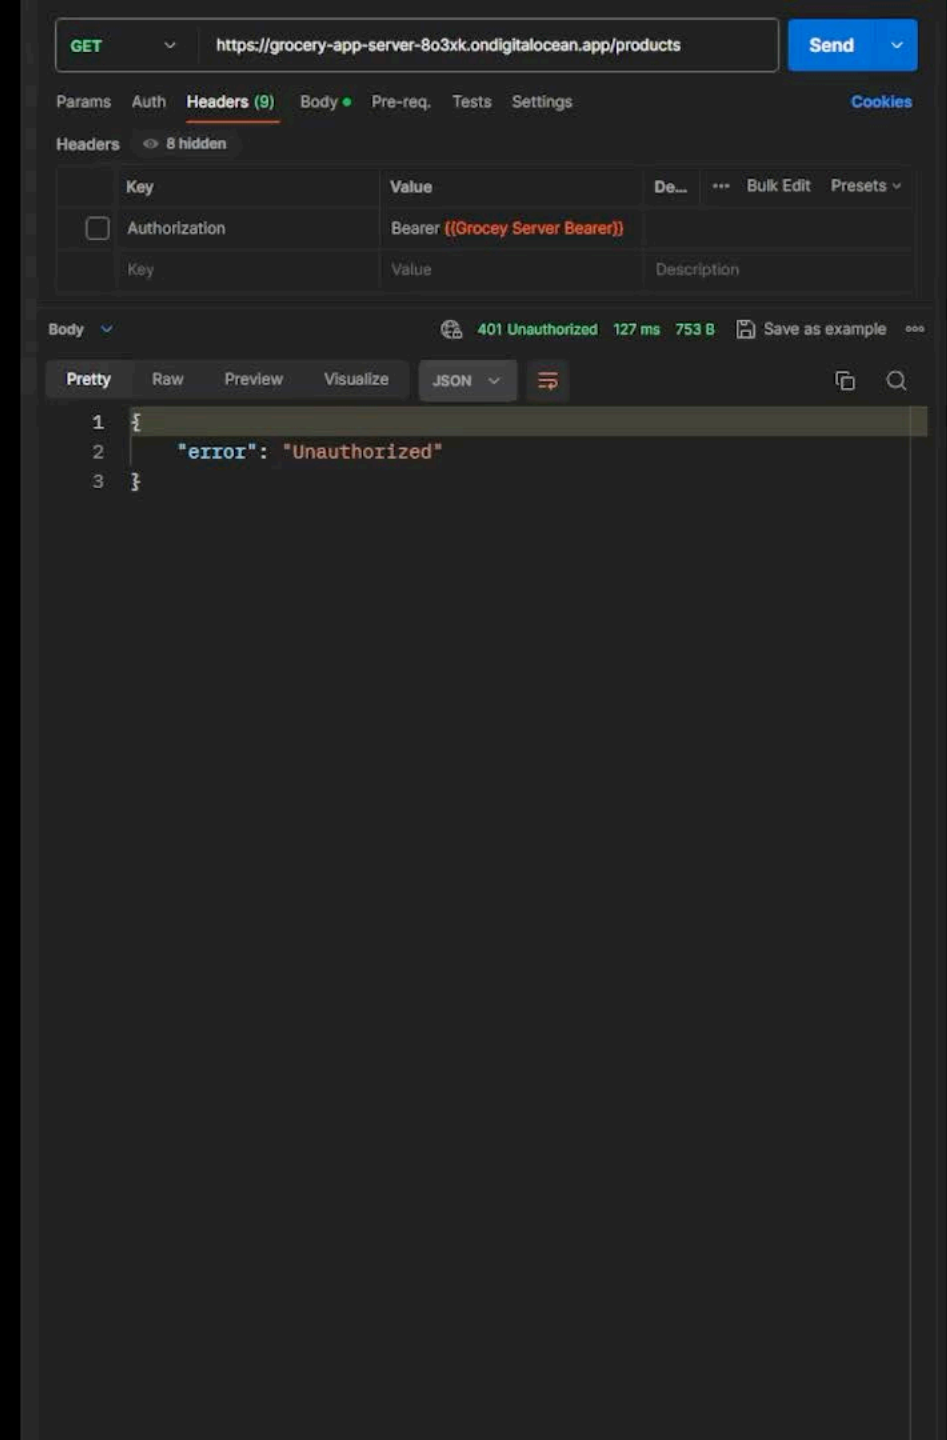 GET https://grocery-app-server-8o3xk.ondigitalocean.app/products Send
Params Auth Headers (9) Body Pre-req. Tests Settings Cookies
Headers 8 hidden
Key Value De... Bulk Edit Presets
Authorization Bearer {{Grocey Server Bearer}}
Key Value Description
Body 401 Unauthorized 127 ms 753 B Save as example
Pretty Raw Preview Visualize JSON
1 {
2 "error": "Unauthorized"
3 }